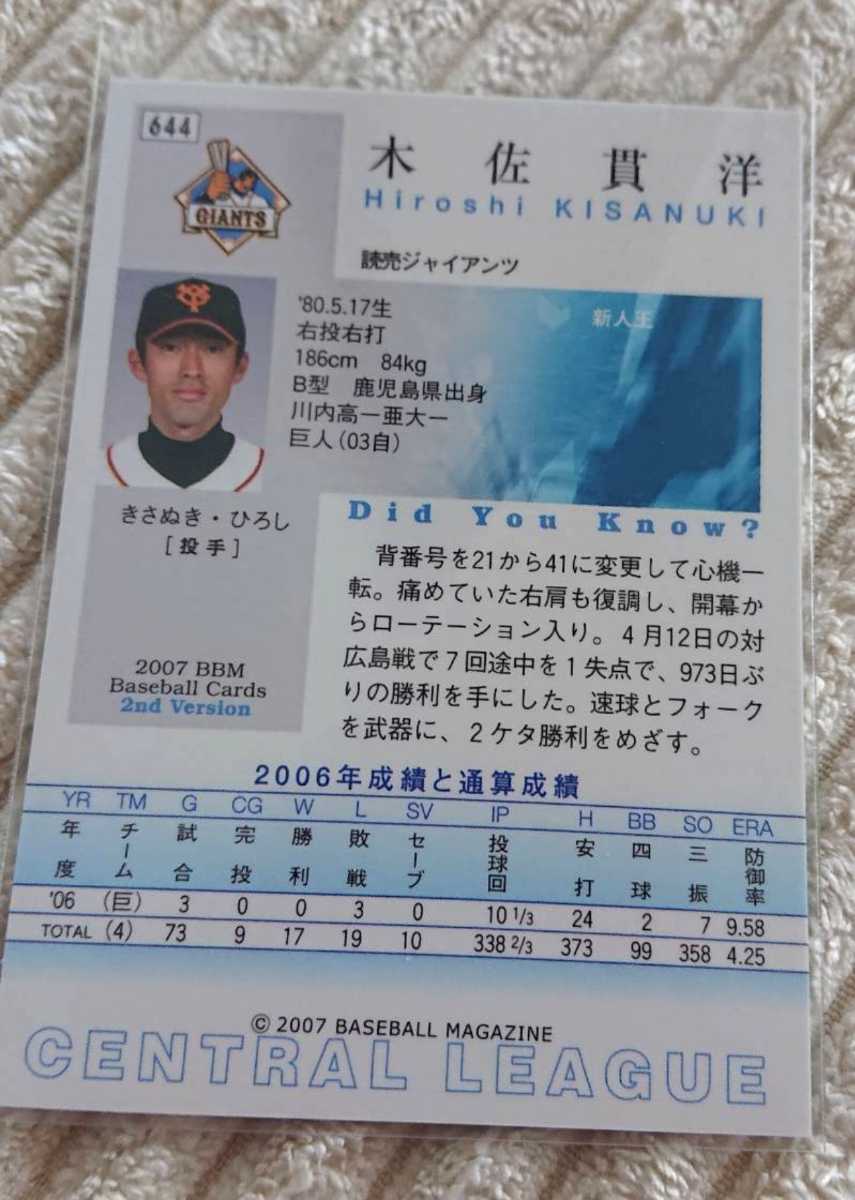 644
GIANTS
木佐貫洋
Hiroshi KISANUKI
読売ジャイアンツ
'80.5.17生
右投右打
186cm 84kg
B型 鹿児島県出身
川内高ー亜大ー
巨人(03自)
新人王
きさぬき・ひろし
[投手]
2007 BBM
Baseball Cards
2nd Version
Did You Know?
背番号を21から41に変更して心機一
転。痛めていた右肩も復調し、開幕か
らローテーション入り。4月12日の対
広島戦で7回途中を1失点で、973日ぶ
りの勝利を手にした。速球とフォーク
を武器に、2ケタ勝利をめざす。
2006年成績と通算成績
YR TM G CG W L SV IP H BB SO ERA
年度 チーム 試合 完投 勝利 敗戦 セーブ 投球回 安打 四球 三振 防御率
'06 (巨) 3 0 0 3 0 10 1/3 24 2 7 9.58
TOTAL (4) 73 9 17 19 10 338 2/3 373 99 358 4.25
© 2007 BASEBALL MAGAZINE
CENTRAL LEAGUE